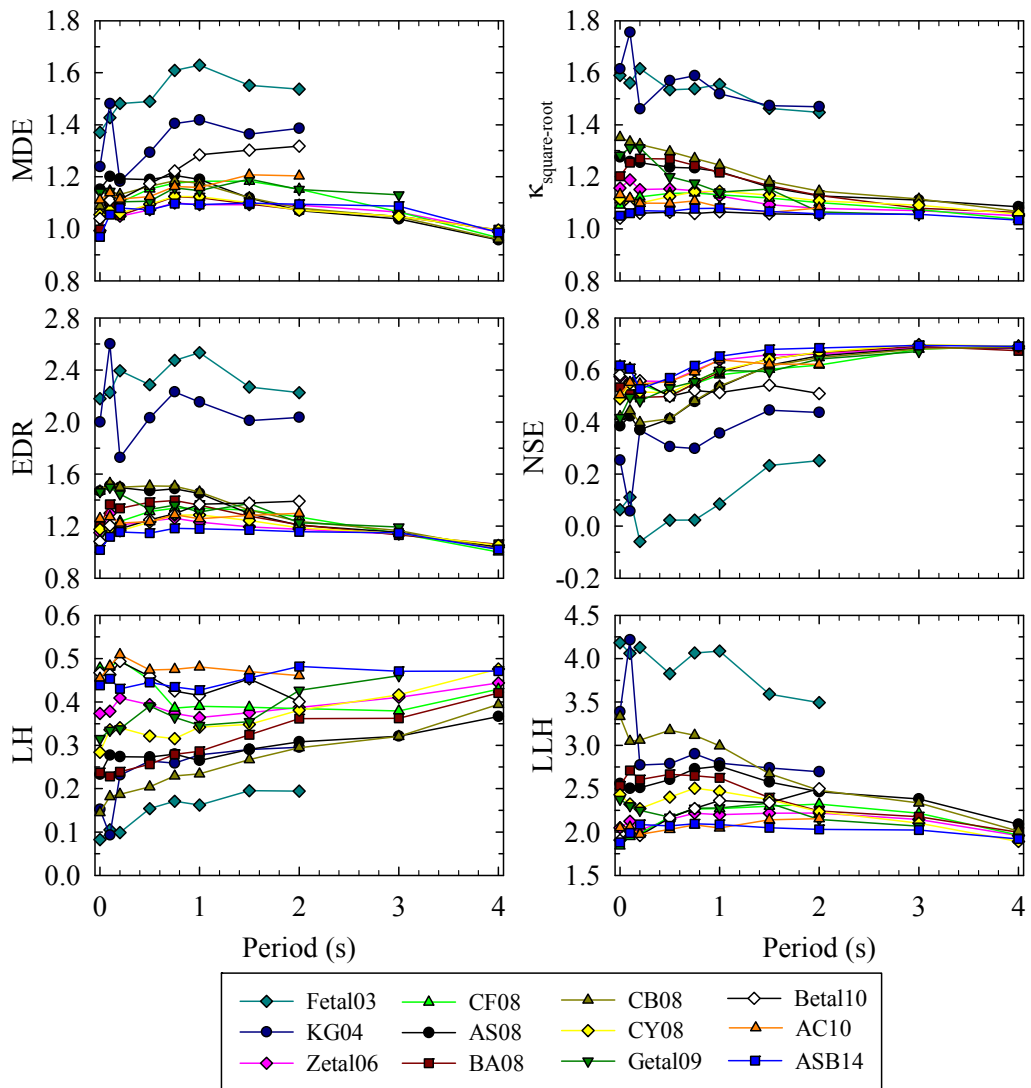 1.8
1.6
1.4
1.2
1.0
0.8
MDE
1.8
1.6
1.4
1.2
1.0
0.8
κsquare-root
2.8
2.4
2.0
1.6
1.2
0.8
EDR
0.8
0.6
0.4
0.2
0.0
-0.2
NSE
0.6
0.5
0.4
0.3
0.2
0.1
0.0
LH
0 1 2 3 4
Period (s)
4.5
4.0
3.5
3.0
2.5
2.0
1.5
LLH
0 1 2 3 4
Period (s)
Fetal03 CF08 CB08 Betal10
KG04 AS08 CY08 AC10
Zetal06 BA08 Getal09 ASB14